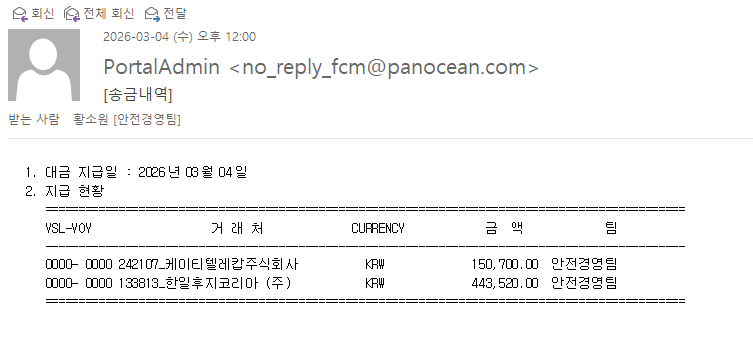 회신 전체 회신 전달
2026-03-04 (수) 오후 12:00
PortalAdmin <no_reply_fcm@panocean.com>
[송금내역]
받는 사람 황소원 [안전경영팀]
1. 대금 지급일 : 2026년 03월 04일
2. 지급 현황
================================================================================
VSL-VOY 거 래 처 CURRENCY 금 액 팀
--------------------------------------------------------------------------------
0000- 0000 242107_케이티텔레캅주식회사 KRW 150,700.00 안전경영팀
0000- 0000 133813_한일후지코리아 (주) KRW 443,520.00 안전경영팀
================================================================================